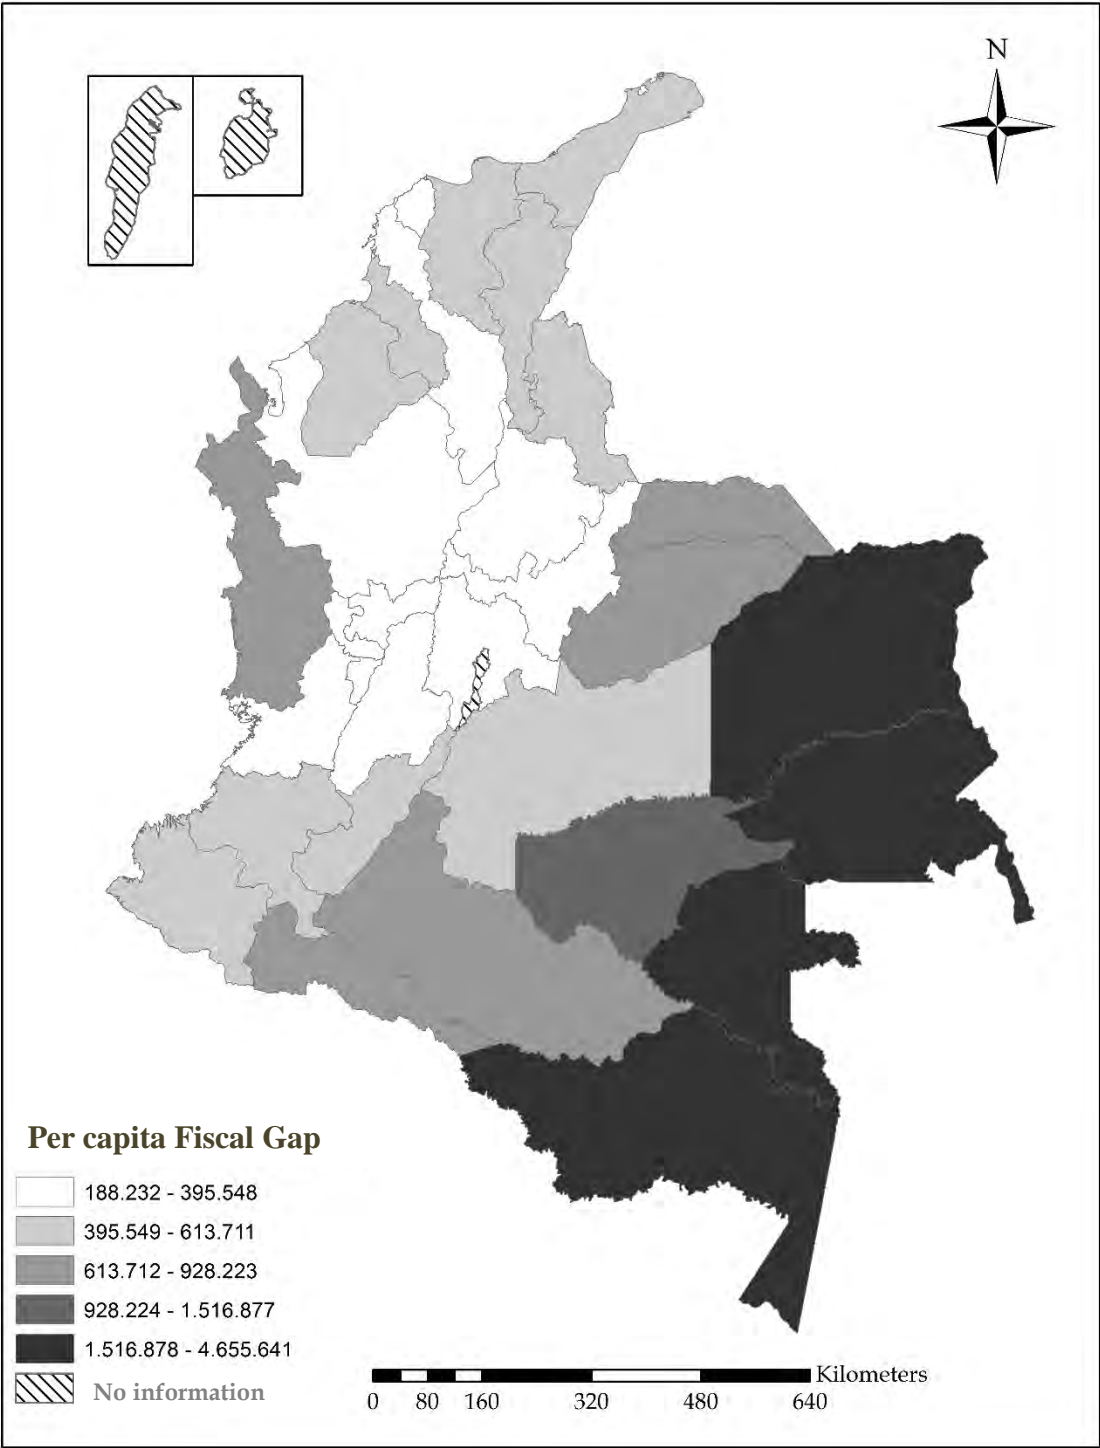 N
Per capita Fiscal Gap
188.232 - 395.548
395.549 - 613.711
613.712 - 928.223
928.224 - 1.516.877
1.516.878 - 4.655.641
No information
Kilometers
0 80 160 320 480 640